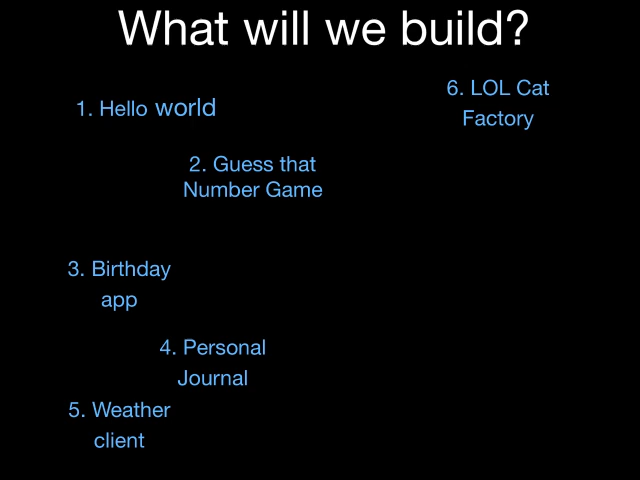 What will we build?
1. Hello world
2. Guess that
Number Game
3. Birthday
app
4. Personal
Journal
5. Weather
client
6. LOL Cat
Factory